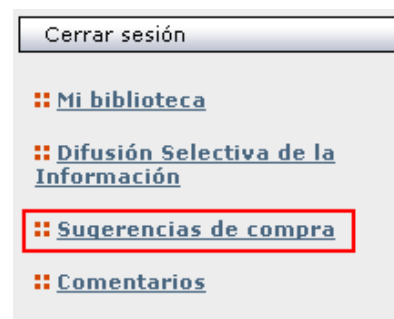 Cerrar sesión
Mi biblioteca
Difusión Selectiva de la
Información
Sugerencias de compra
Comentarios